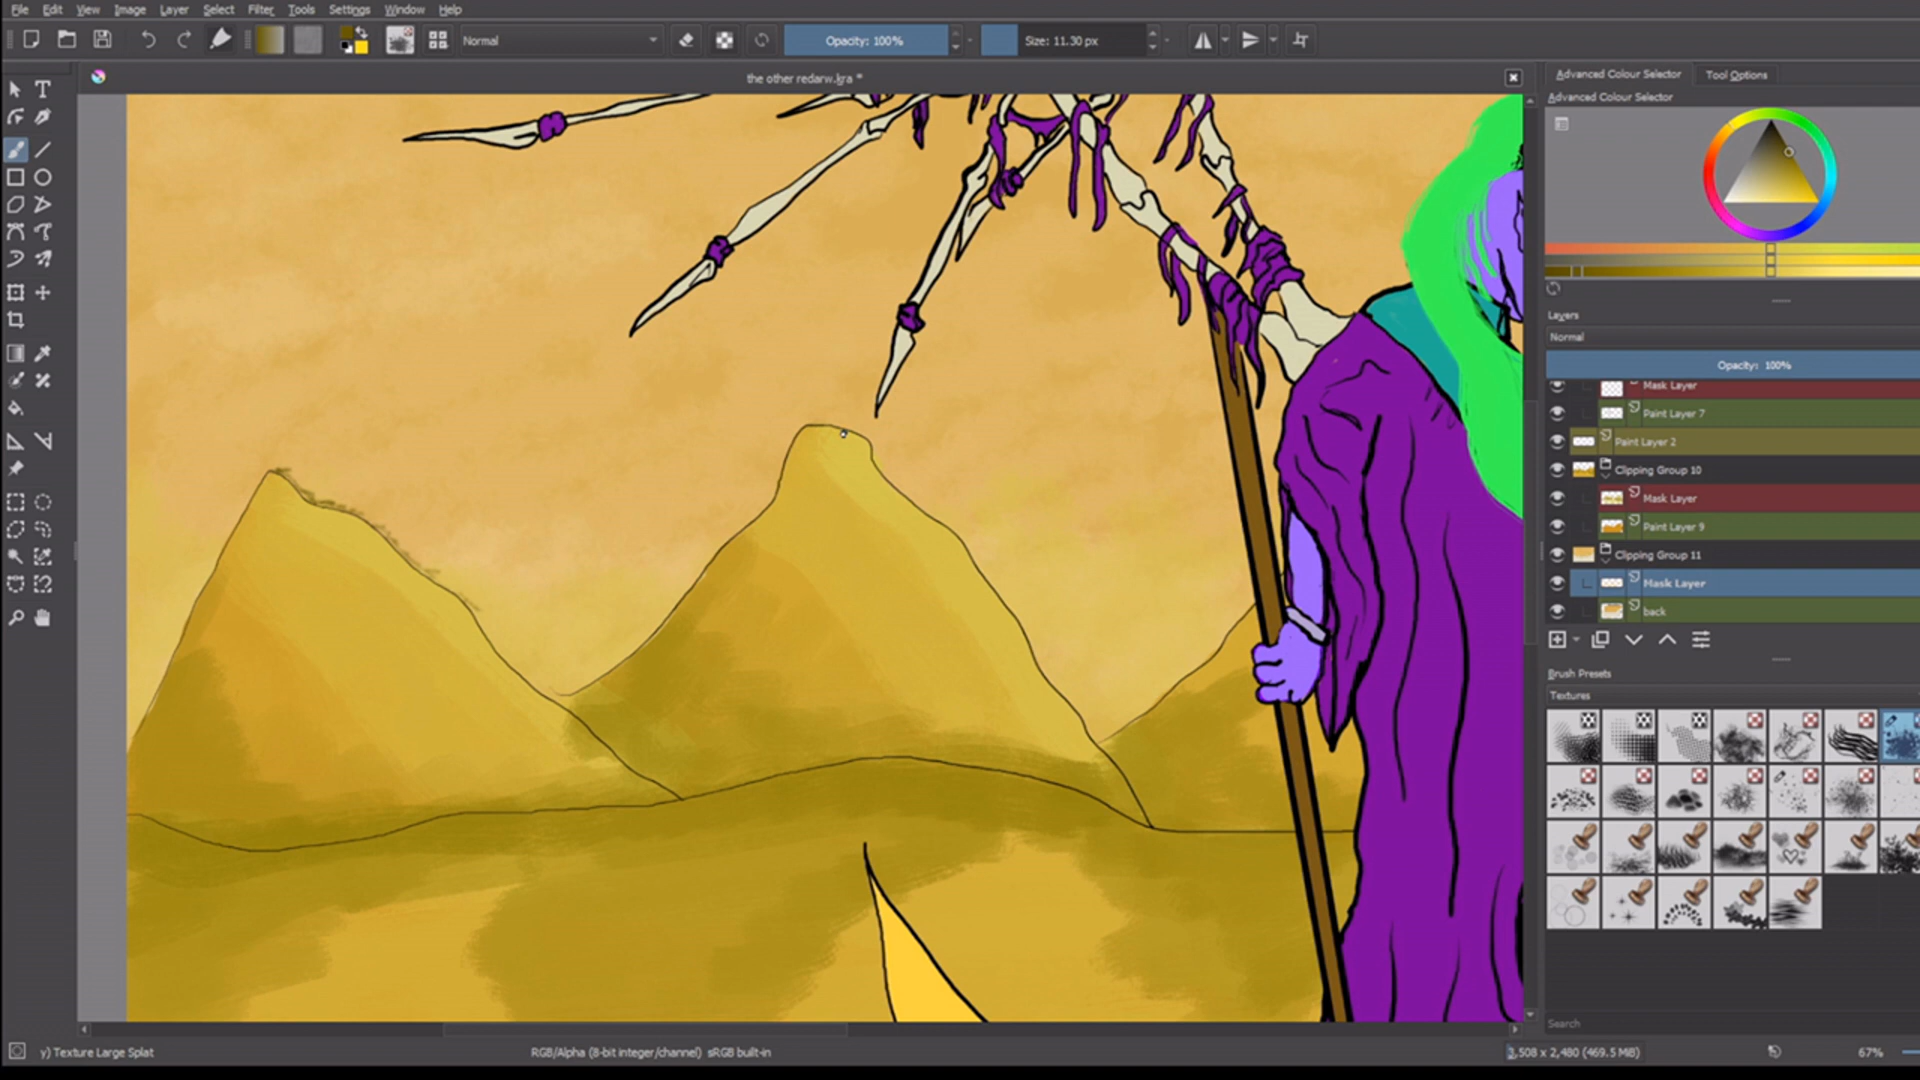 File Edit View Image Layer Select Filter Tools Settings Window Help
Normal
Opacity: 100%
Size: 11.30 px
the other redarw.kra *
Advanced Colour Selector
Tool Options
Advanced Colour Selector
Layers
Normal
Opacity: 100%
Mask Layer
Paint Layer 7
Paint Layer 2
Clipping Group 10
Mask Layer
Paint Layer 9
Clipping Group 11
Mask Layer
back
Brush Presets
Textures
Search
y) Texture Large Splat
RGB/Alpha (8-bit integer/channel) sRGB built-in
3,508 x 2,480 (469.5 MB)
67%